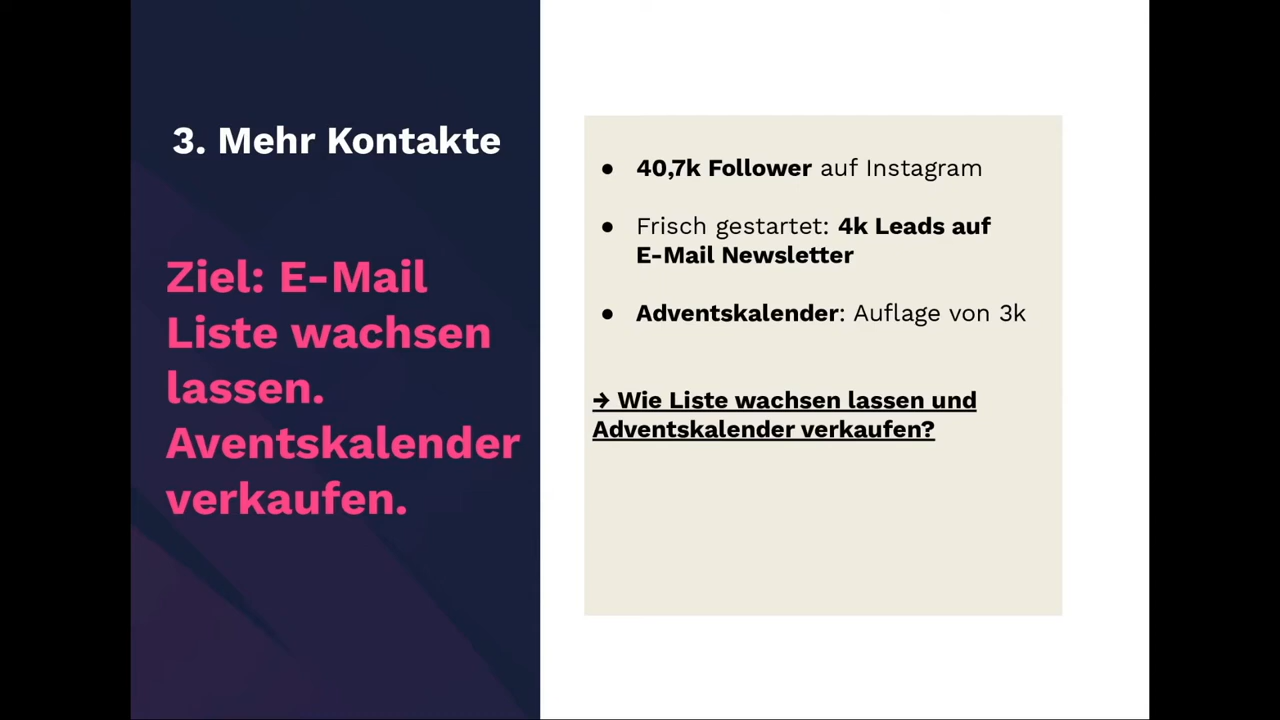 3. Mehr Kontakte
Ziel: E-Mail
Liste wachsen
lassen.
Aventskalender
verkaufen.
● 40,7k Follower auf Instagram
● Frisch gestartet: 4k Leads auf
E-Mail Newsletter
● Adventskalender: Auflage von 3k
→ Wie Liste wachsen lassen und
Adventskalender verkaufen?